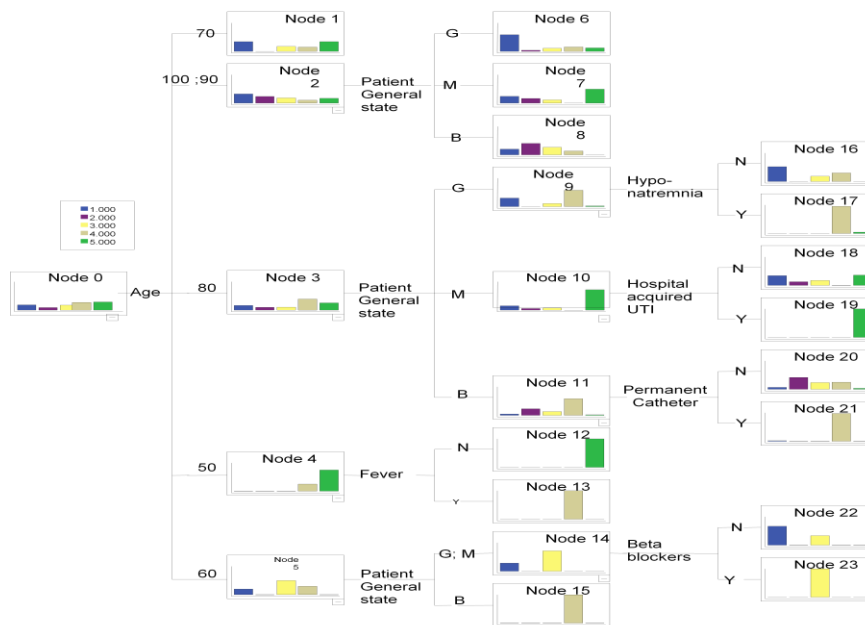 Node 1
70
Node 6
G
100 ;90
Node
2
Patient
General
state
M
Node
7
B
Node
8
1.000
2.000
3.000
4.000
5.000
G
Node
9
Hypo-
natremnia
N
Node 16
Y
Node 17
Node 0
Age
80
Node 3
Patient
General
state
M
Node 10
Hospital
acquired
UTI
N
Node 18
Y
Node 19
B
Node 11
Permanent
Catheter
N
Node 20
Y
Node 21
50
Node 4
Fever
N
Node 12
Y
Node 13
60
Node
5
Patient
General
state
G; M
Node 14
Beta
blockers
N
Node 22
Y
Node 23
B
Node 15